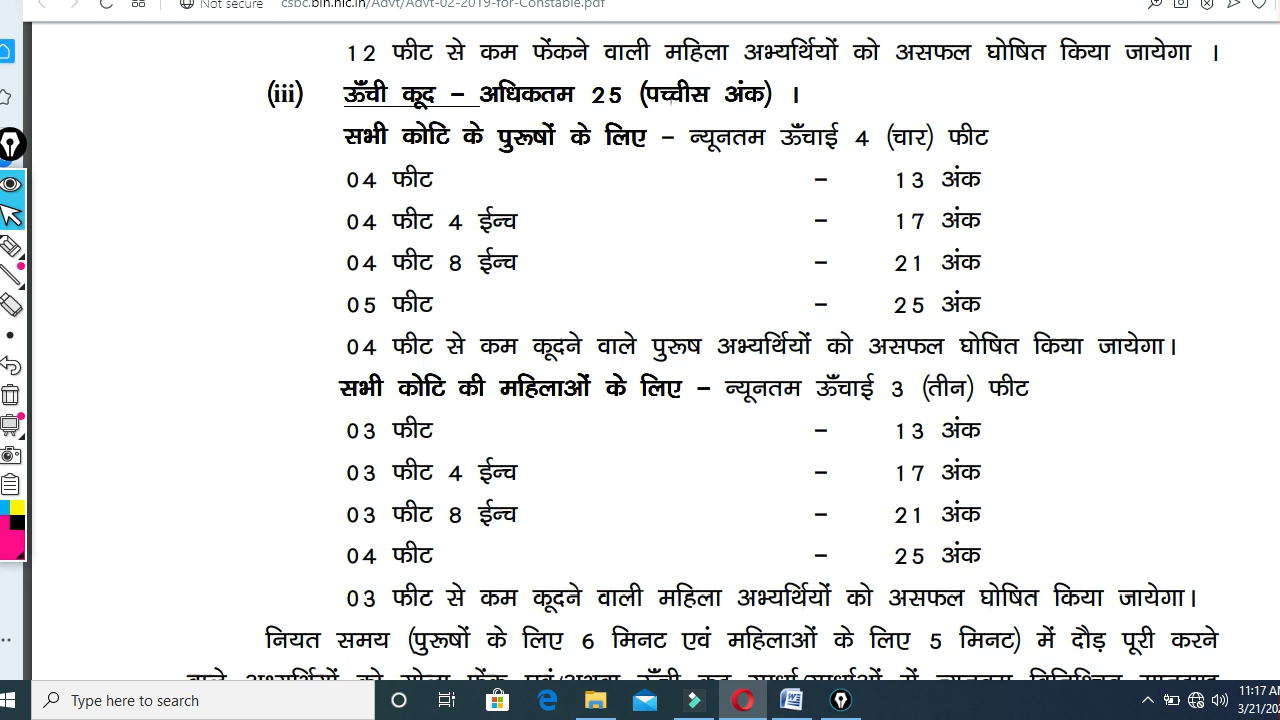 Not secure csbc.bih.nic.in/Advt/Advt-02-2019-for-Constable.pdf
12 फीट से कम फेंकने वाली महिला अभ्यर्थियों को असफल घोषित किया जायेगा ।
(iii) ऊँची कूद – अधिकतम 25 (पच्चीस अंक) ।
सभी कोटि के पुरूषों के लिए – न्यूनतम ऊँचाई 4 (चार) फीट
04 फीट – 13 अंक
04 फीट 4 ईन्च – 17 अंक
04 फीट 8 ईन्च – 21 अंक
05 फीट – 25 अंक
04 फीट से कम कूदने वाले पुरूष अभ्यर्थियों को असफल घोषित किया जायेगा।
सभी कोटि की महिलाओं के लिए – न्यूनतम ऊँचाई 3 (तीन) फीट
03 फीट – 13 अंक
03 फीट 4 ईन्च – 17 अंक
03 फीट 8 ईन्च – 21 अंक
04 फीट – 25 अंक
03 फीट से कम कूदने वाली महिला अभ्यर्थियों को असफल घोषित किया जायेगा।
नियत समय (पुरूषों के लिए 6 मिनट एवं महिलाओं के लिए 5 मिनट) में दौड़ पूरी करने
Type here to search
11:17 AM
3/21/20